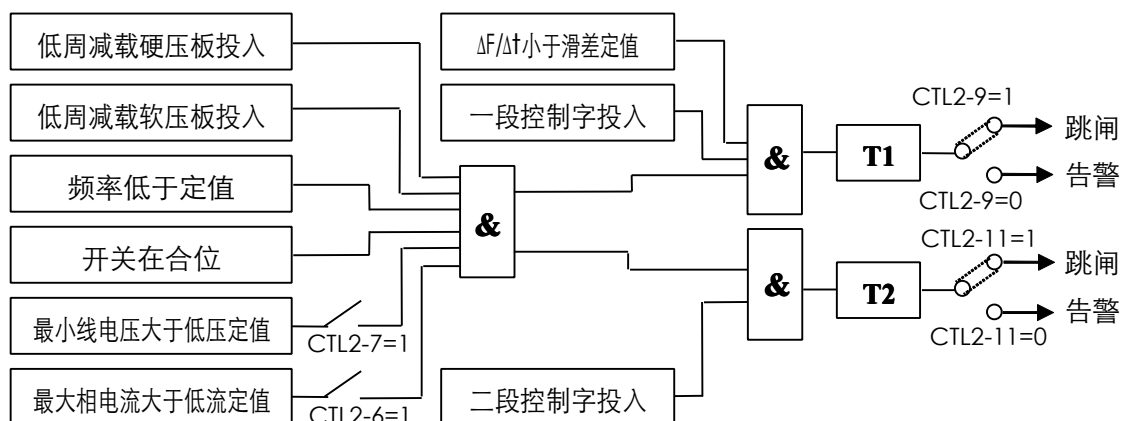 低周减载硬压板投入
低周减载软压板投入
频率低于定值
开关在合位
最小线电压大于低压定值
CTL2-7=1
最大相电流大于低流定值
CTL2-6=1
&
ΔF/Δt小于滑差定值
一段控制字投入
&
T1
CTL2-9=1
跳闸
告警
CTL2-9=0
二段控制字投入
&
T2
CTL2-11=1
跳闸
告警
CTL2-11=0